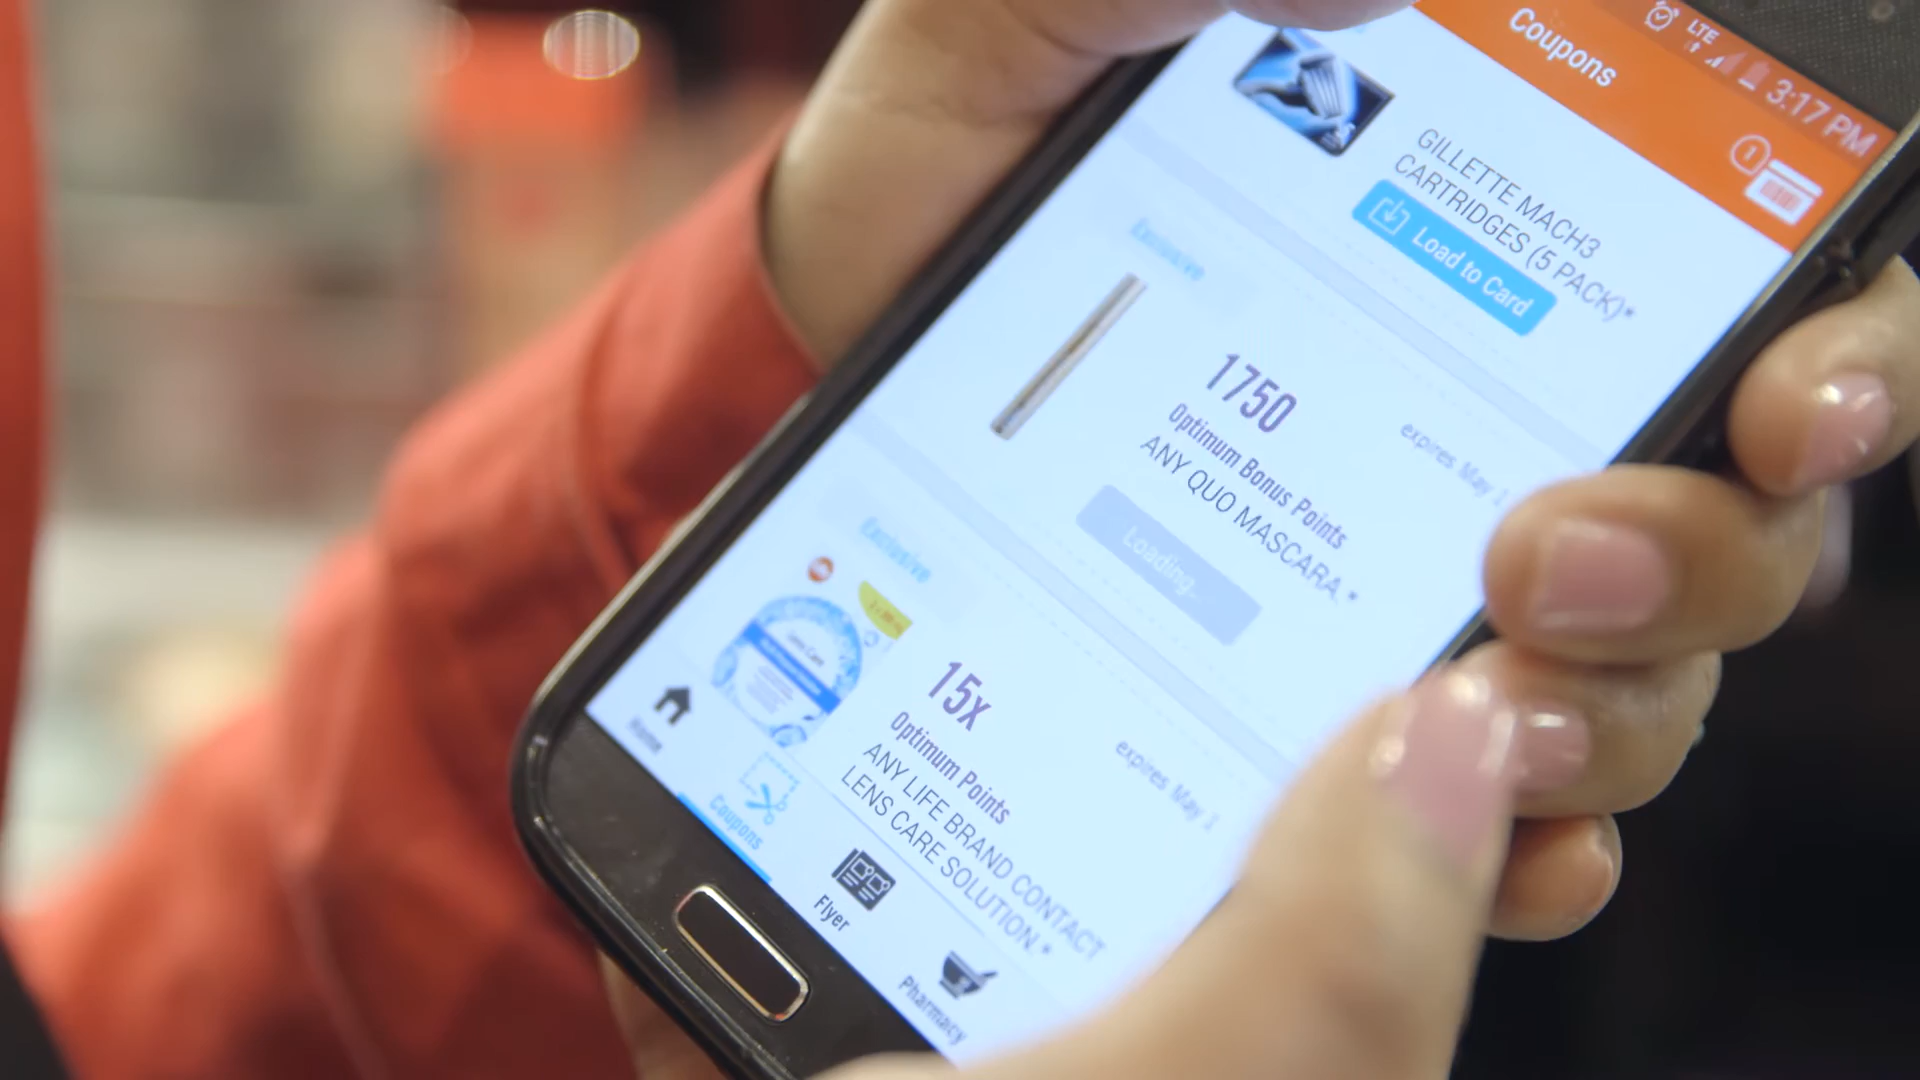 LTE
3:17 PM
Coupons
GILLETTE MACH3
CARTRIDGES (5 PACK)*
Load to Card
Exclusive
1750
Optimum Bonus Points
expires May 1
ANY QUO MASCARA.*
Loading...
Exclusive
15x
Optimum Points
expires May 1
ANY LIFE BRAND CONTACT
LENS CARE SOLUTION.*
Home
Coupons
Flyer
Pharmacy